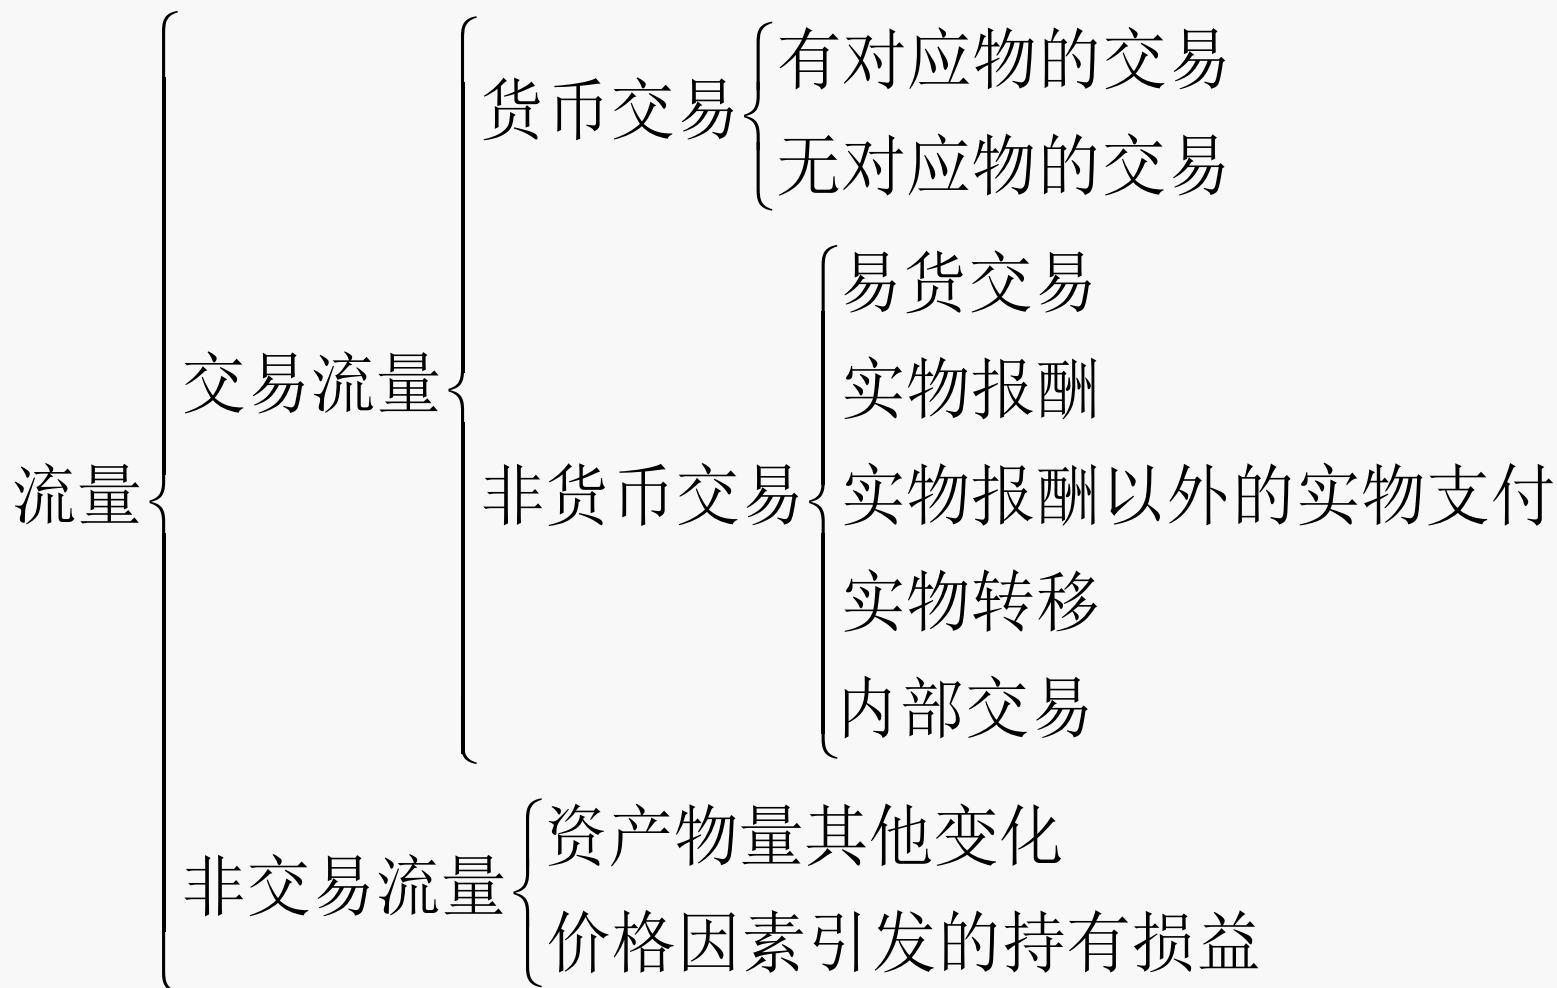 流量
交易流量
货币交易
有对应物的交易
无对应物的交易
非货币交易
易货交易
实物报酬
实物报酬以外的实物支付
实物转移
内部交易
非交易流量
资产物量其他变化
价格因素引发的持有损益